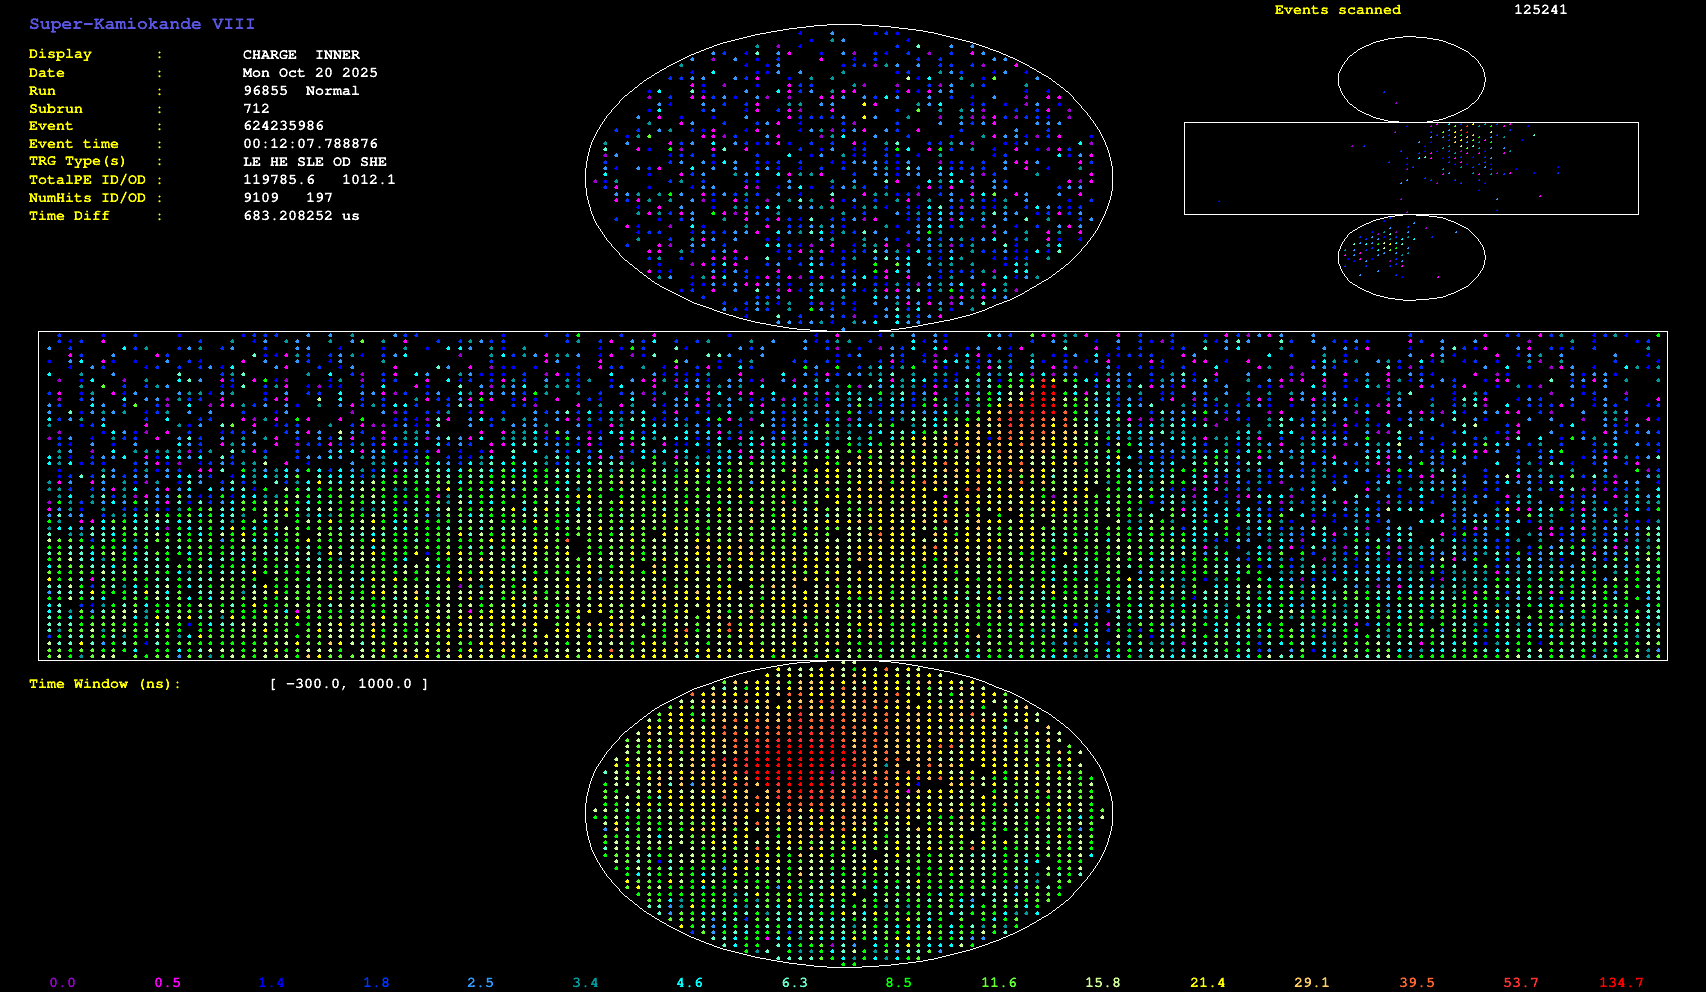 Super-Kamiokande VIII
Events scanned 125241
Display : CHARGE INNER
Date : Mon Oct 20 2025
Run : 96855 Normal
Subrun : 712
Event : 624235986
Event time : 00:12:07.788876
TRG Type(s) : LE HE SLE OD SHE
TotalPE ID/OD : 119785.6 1012.1
NumHits ID/OD : 9109 197
Time Diff : 683.208252 us
Time Window (ns): [ -300.0, 1000.0 ]
0.0 0.5 1.4 1.8 2.5 3.4 4.6 6.3 8.5 11.6 15.8 21.4 29.1 39.5 53.7 134.7